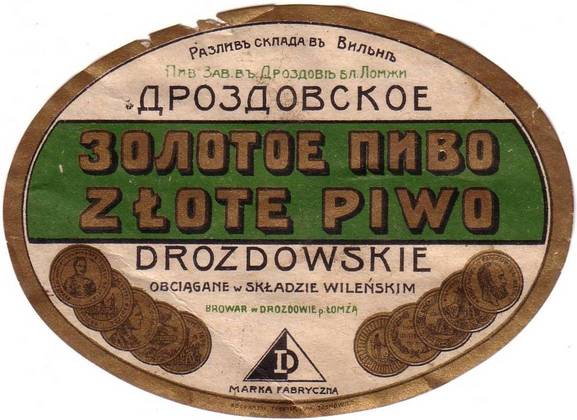 Разливъ склада въ Вильнѣ
Пив. Зав. въ Дроздовѣ бл. Ломжи
ДРОЗДОВСКОЕ
ЗОЛОТОЕ ПИВО
ZŁOTE PIWO
DROZDOWSKIE
OBCIĄGANE w SKŁADZIE WILEŃSKIM
BROWAR w DROZDOWIE p. ŁOMŻĄ
D
MARKA FABRYCZNA